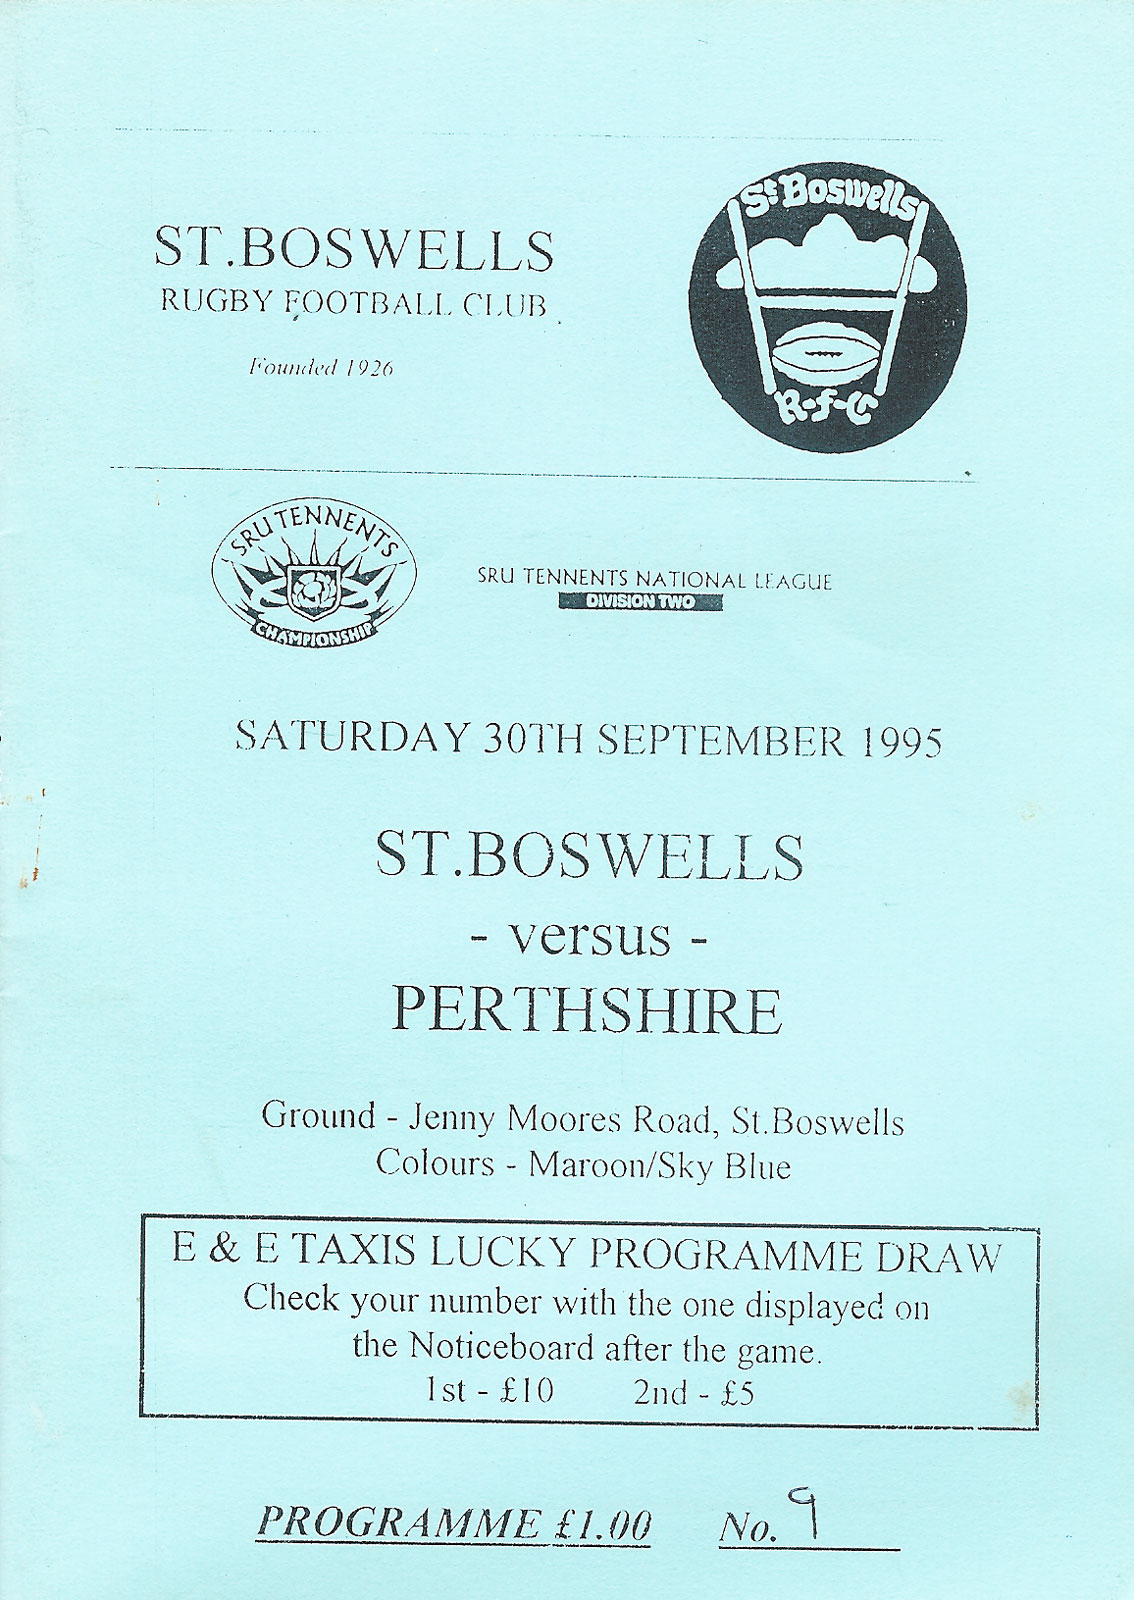 ST.BOSWELLS
RUGBY FOOTBALL CLUB
Founded 1926
St Boswells
R-f-C
SRU TENNENTS
CHAMPIONSHIP
SRU TENNENTS NATIONAL LEAGUE
DIVISION TWO
SATURDAY 30TH SEPTEMBER 1995
ST.BOSWELLS
- versus -
PERTHSHIRE
Ground - Jenny Moores Road, St.Boswells
Colours - Maroon/Sky Blue
E & E TAXIS LUCKY PROGRAMME DRAW
Check your number with the one displayed on
the Noticeboard after the game.
1st - £10 2nd - £5
PROGRAMME £1.00 No. 9